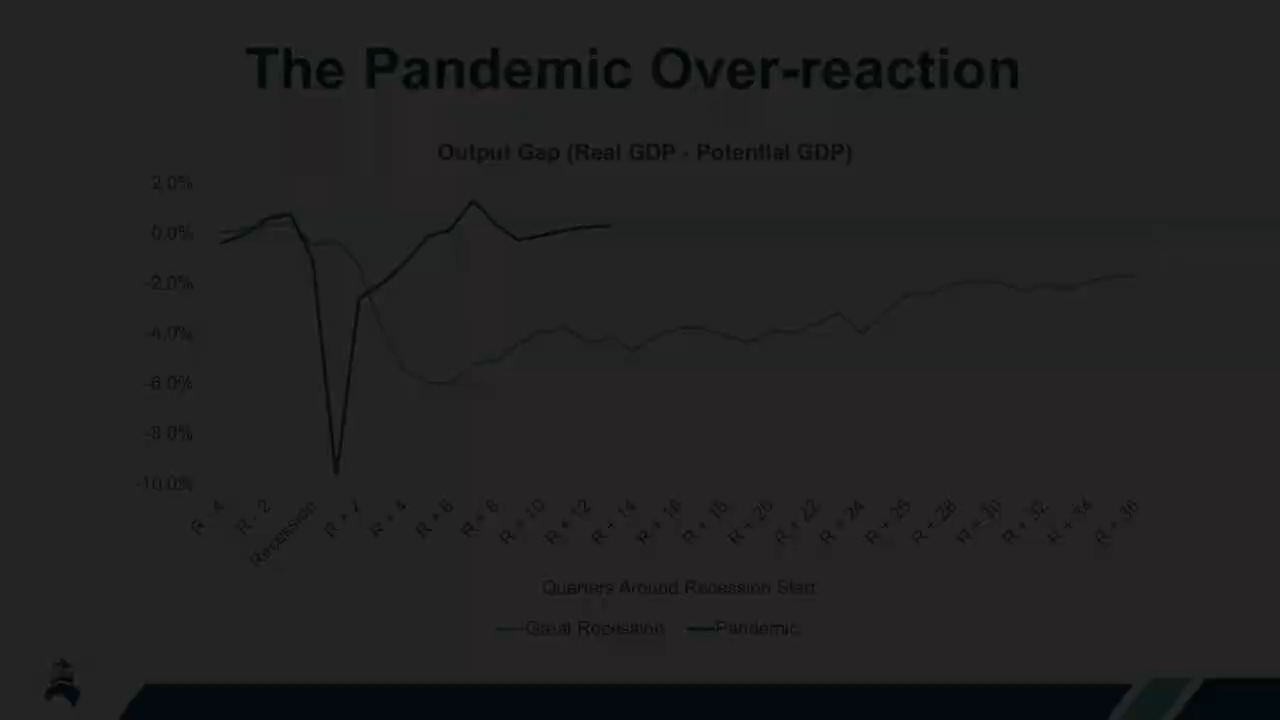 The Pandemic Over-reaction
Output Gap (Real GDP - Potential GDP)
2.0%
0.0%
-2.0%
-4.0%
-6.0%
-8.0%
-10.0%
R - 4
R - 2
Recession
R + 2
R + 4
R + 6
R + 8
R + 10
R + 12
R + 14
R + 16
R + 18
R + 20
R + 22
R + 24
R + 26
R + 28
R + 30
R + 32
R + 34
R + 36
Quarters Around Recession Start
Great Recession
Pandemic